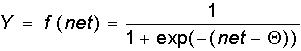 Y = f (net) = 1 / (1 + exp(−(net − Θ)))